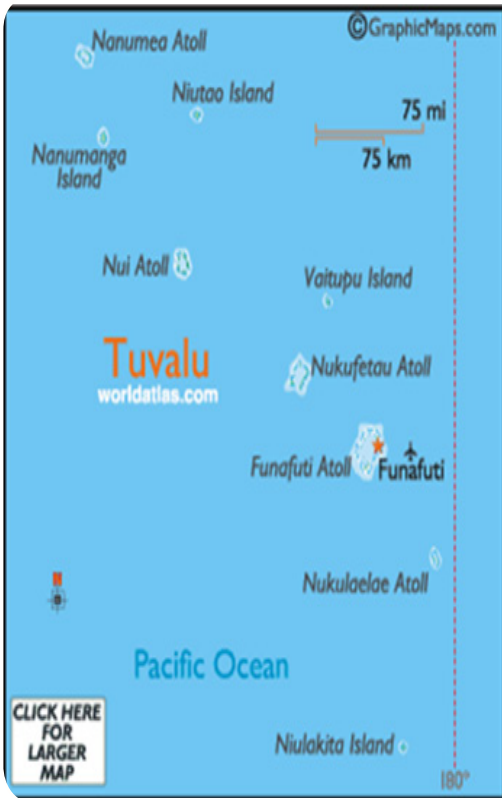 ©GraphicMaps.com
Nanumea Atoll
Niutao Island
75 mi
75 km
Nanumanga
Island
Nui Atoll
Vaitupu Island
Tuvalu
worldatlas.com
Nukufetau Atoll
Funafuti Atoll
Funafuti
Nukulaelae Atoll
Pacific Ocean
CLICK HERE
FOR
LARGER
MAP
Niulakita Island
180°